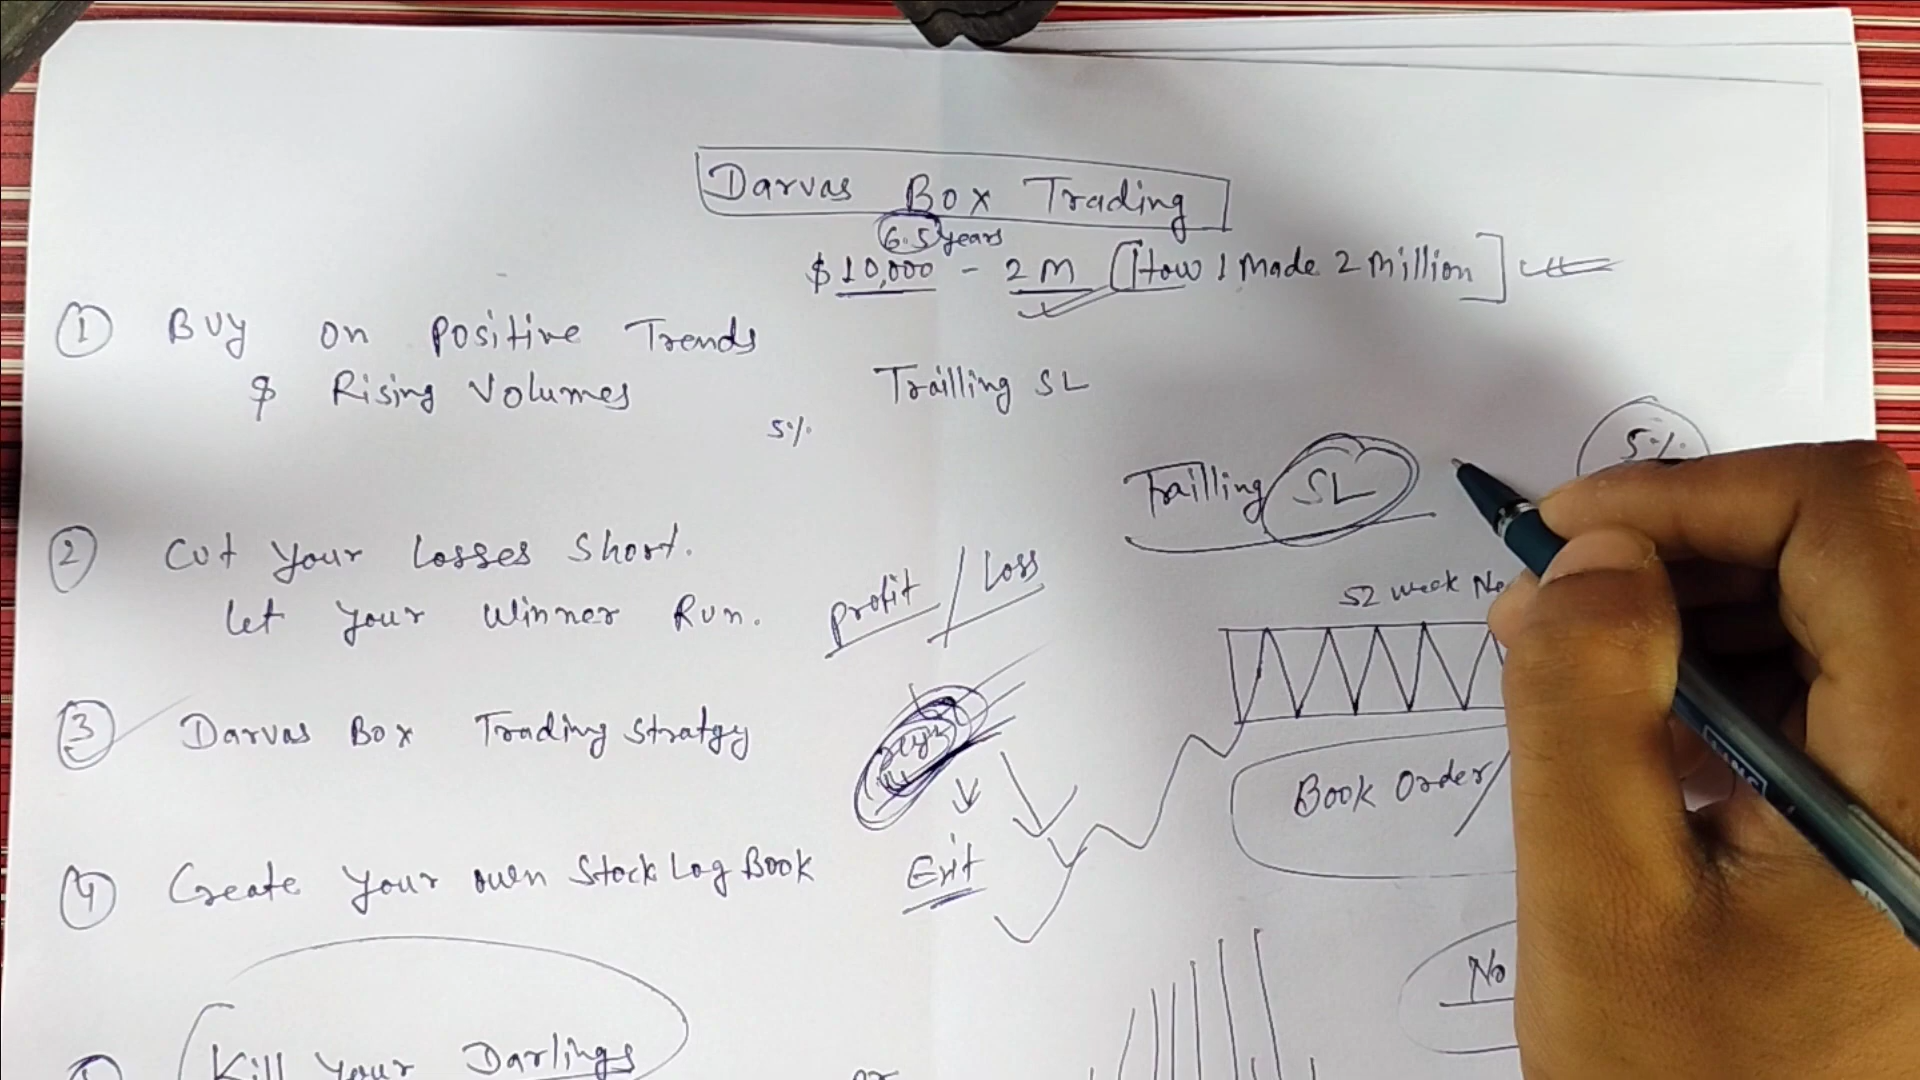 Darvas Box Trading
6.5 years
$10,000 - 2M [How I Made 2 Million]
① Buy on Positive Trends
& Rising Volumes
Trailling SL
5%
5%
Trailling SL
② Cut your losses short.
let your winner Run.
profit / Loss
52 week Ne
③ Darvas Box Trading Stratgy
Book Order/
④ Create your own Stock Log Book
Exit
No
Kill your Darlings
or